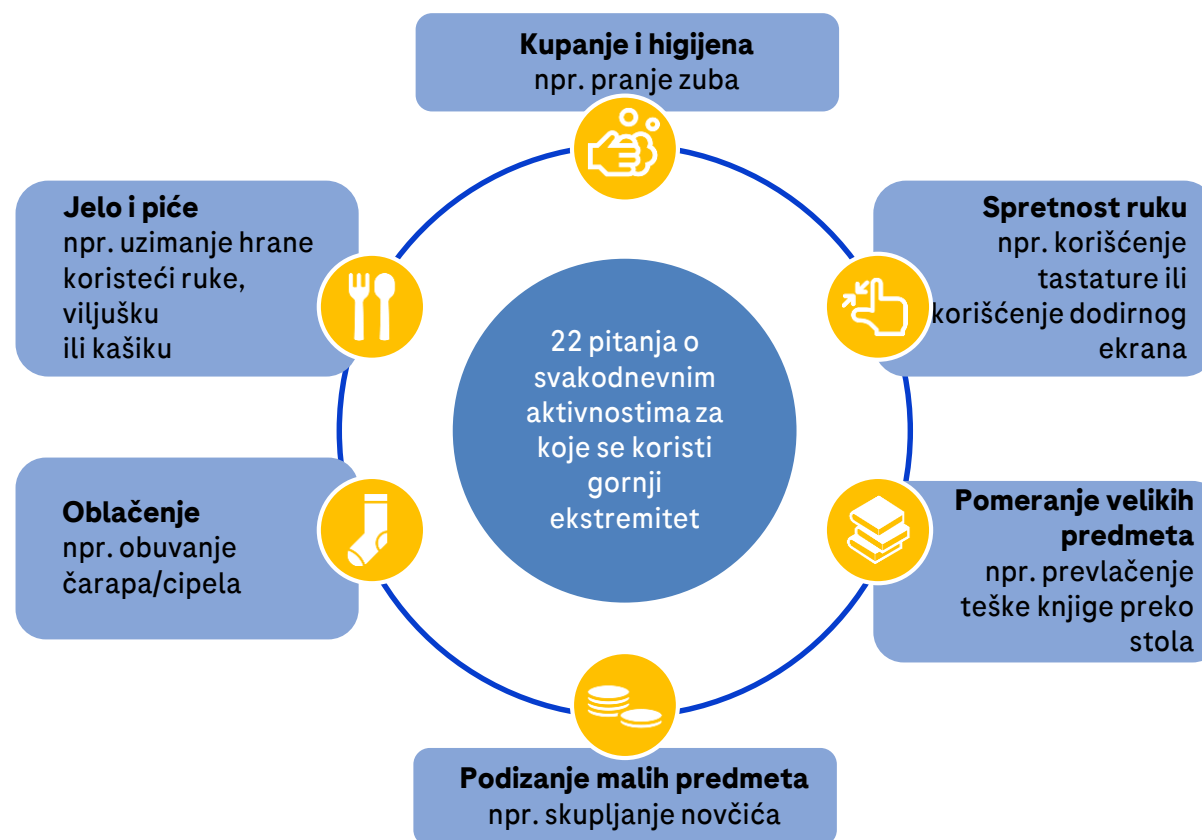 Kupanje i higijena
npr. pranje zuba
Jelo i piće
npr. uzimanje hrane
koristeći ruke,
viljušku
ili kašiku
Spretnost ruku
npr. korišćenje
tastature ili
korišćenje dodirnog
ekrana
22 pitanja o
svakodnevnim
aktivnostima za
koje se koristi
gornji
ekstremitet
Oblačenje
npr. obuvanje
čarapa/cipela
Pomeranje velikih
predmeta
npr. prevlačenje
teške knjige preko
stola
Podizanje malih predmeta
npr. skupljanje novčića